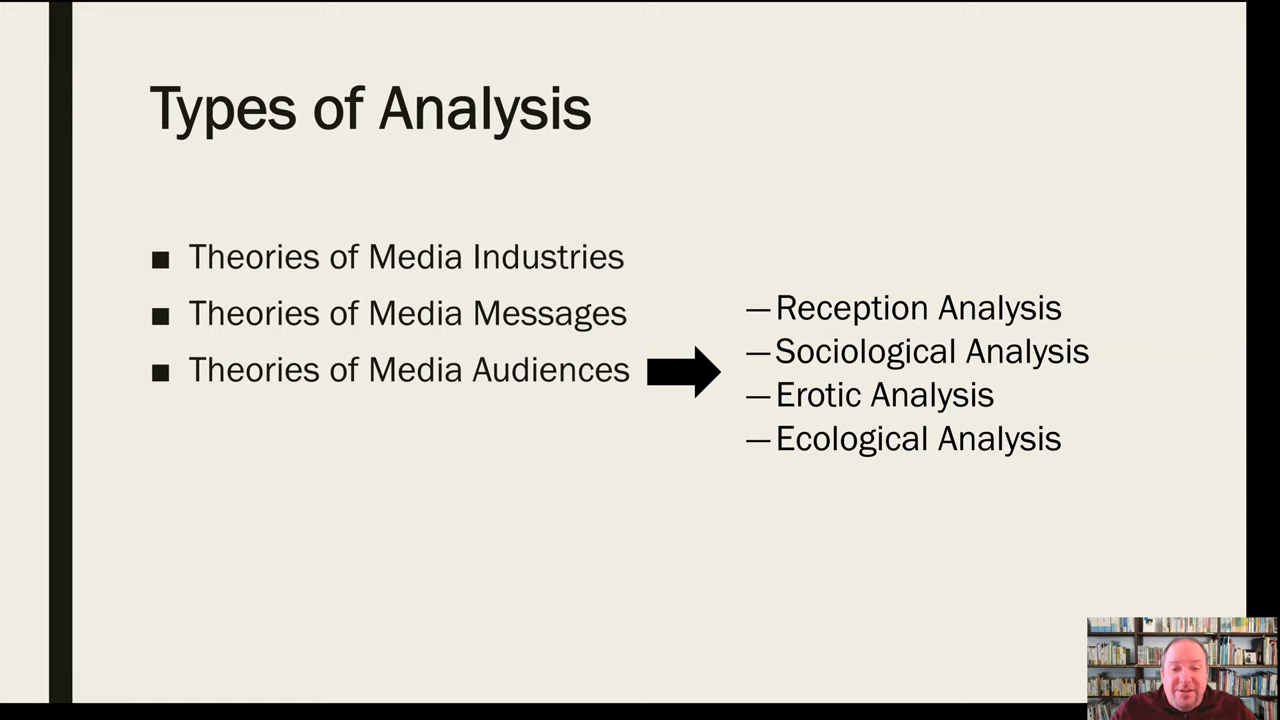 Types of Analysis
■ Theories of Media Industries
■ Theories of Media Messages
■ Theories of Media Audiences
—Reception Analysis
—Sociological Analysis
—Erotic Analysis
—Ecological Analysis